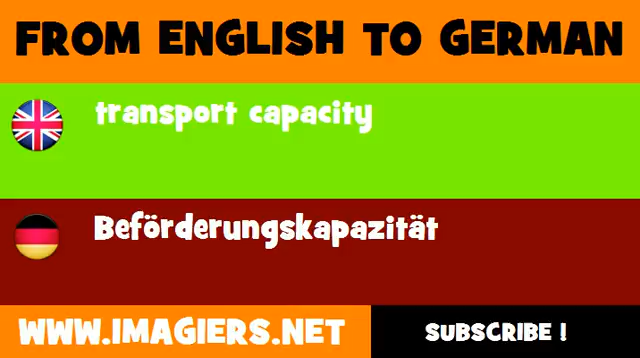 FROM ENGLISH TO GERMAN
transport capacity
Beförderungskapazität
WWW.IMAGIERS.NET
SUBSCRIBE !